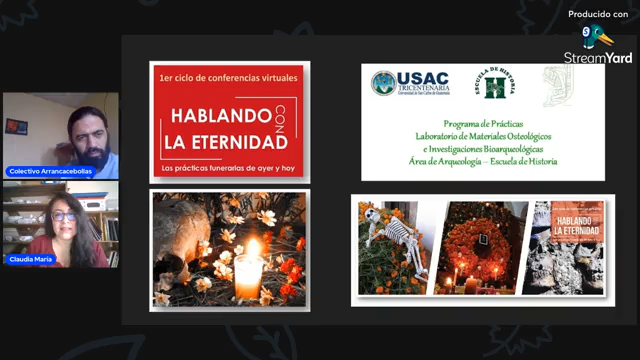 Producido con
StreamYard
1er ciclo de conferencias virtuales
HABLANDO
CON
LA ETERNIDAD
Las prácticas funerarias de ayer y hoy
USAC
TRICENTENARIA
Universidad de San Carlos de Guatemala
ESCUELA DE HISTORIA
Programa de Prácticas
Laboratorio de Materiales Osteológicos
e Investigaciones Bioarqueológicas
Área de Arqueología – Escuela de Historia
Colectivo Arrancacebollas
Claudia María
HABLANDO
LA ETERNIDAD